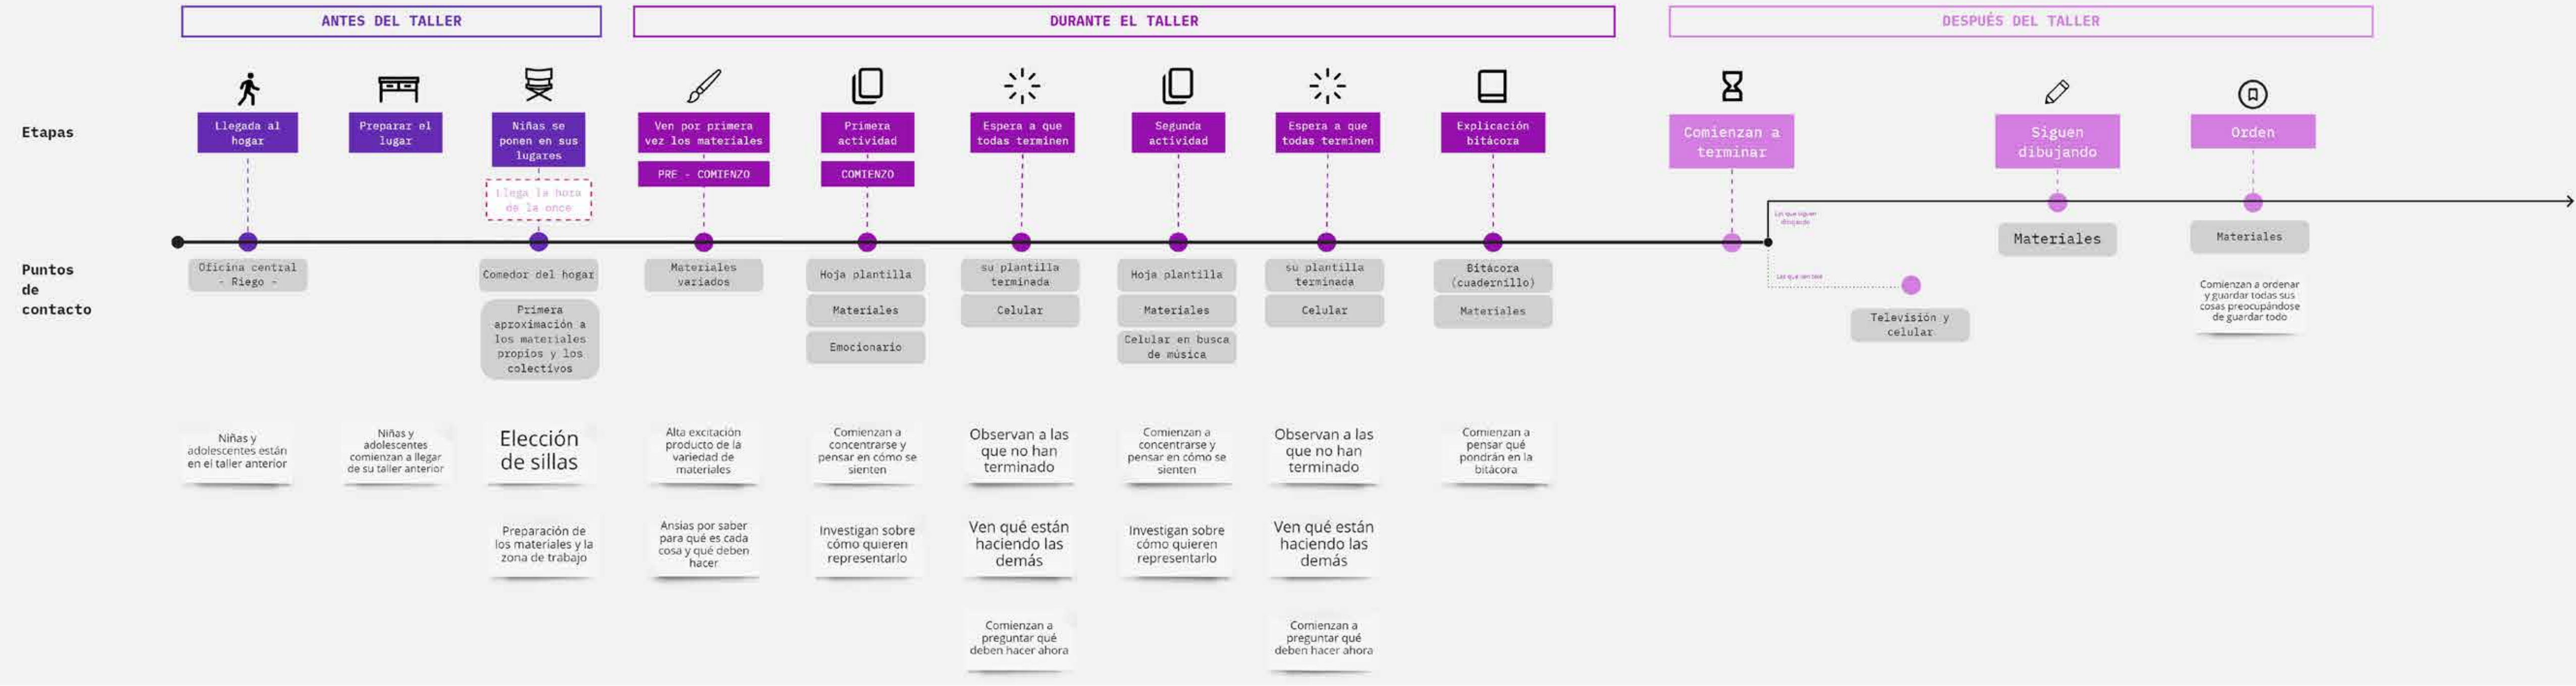 ANTES DEL TALLER
DURANTE EL TALLER
DESPUÉS DEL TALLER
Etapas
Llegada al
hogar
Preparar el
lugar
Niñas se
ponen en sus
lugares
Llega la hora
de la once
Ven por primera
vez los materiales
PRE - COMIENZO
Primera
actividad
COMIENZO
Espera a que
todas terminen
Segunda
actividad
Espera a que
todas terminen
Explicación
bitácora
Comienzan a
terminar
Siguen
dibujando
Orden
Las que siguen
dibujando
Las que
Puntos
de
contacto
Oficina central
- Riego -
Comedor del hogar
Primera
aproximación a
los materiales
propios y los
colectivos
Materiales
variados
Hoja plantilla
Materiales
Emocionario
su plantilla
terminada
Celular
Hoja plantilla
Materiales
Celular en busca
de música
su plantilla
terminada
Celular
Bitácora
(cuadernillo)
Materiales
Televisión y
celular
Materiales
Materiales
Comienzan a ordenar
y guardar todas sus
cosas preocupándose
de guardar todo
Niñas y
adolescentes están
en el taller anterior
Niñas y
adolescentes
comienzan a llegar
de su taller anterior
Elección
de sillas
Preparación de
los materiales y la
zona de trabajo
Alta excitación
producto de la
variedad de
materiales
Ansias por saber
para qué es cada
cosa y qué deben
hacer
Comienzan a
concentrarse y
pensar en cómo se
sienten
Investigan sobre
cómo quieren
representarlo
Observan a las
que no han
terminado
Ven qué están
haciendo las
demás
Comienzan a
preguntar qué
deben hacer ahora
Comienzan a
concentrarse y
pensar en cómo se
sienten
Investigan sobre
cómo quieren
representarlo
Observan a las
que no han
terminado
Ven qué están
haciendo las
demás
Comienzan a
preguntar qué
deben hacer ahora
Comienzan a
pensar qué
pondrán en la
bitácora